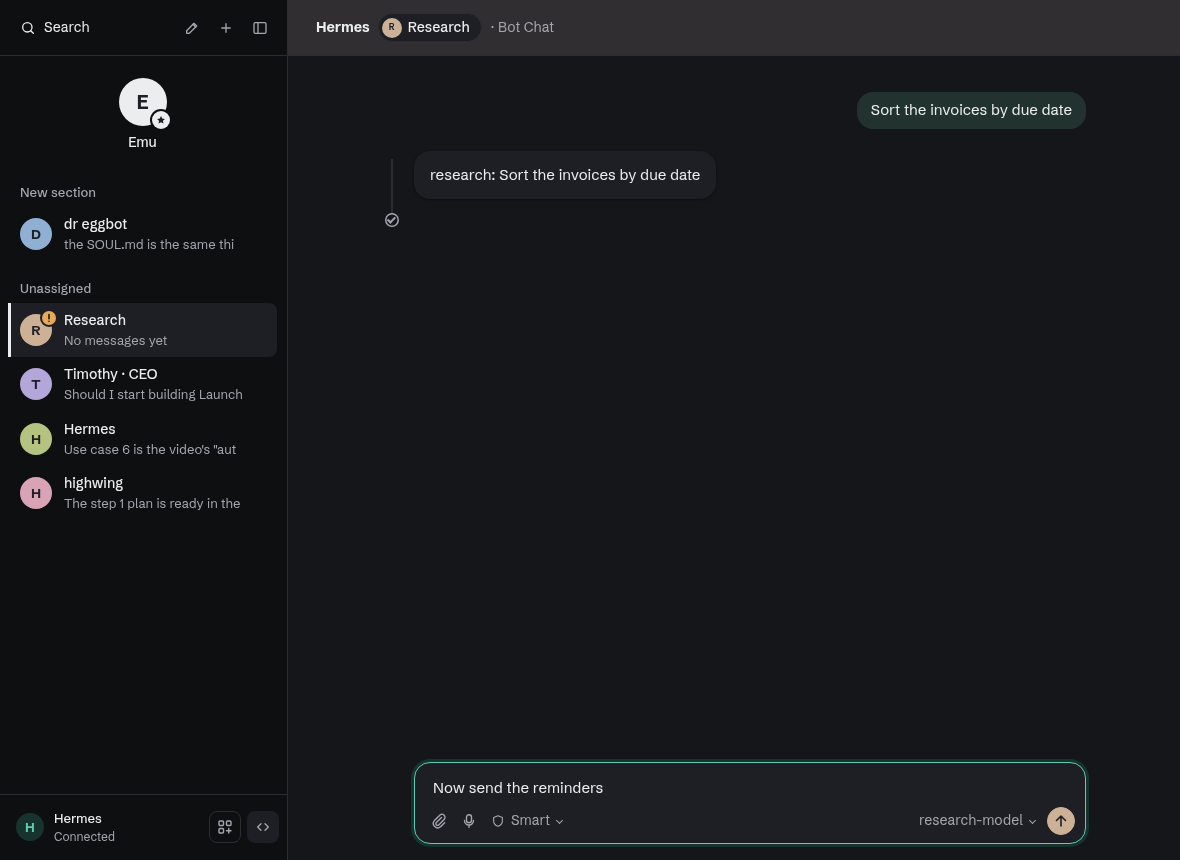 Search
E
Emu
New section
D
dr eggbot
the SOUL.md is the same thi
Unassigned
R
!
Research
No messages yet
T
Timothy · CEO
Should I start building Launch
H
Hermes
Use case 6 is the video's "aut
H
highwing
The step 1 plan is ready in the
H
Hermes
Connected
Hermes R Research · Bot Chat
Sort the invoices by due date
research: Sort the invoices by due date
Now send the reminders
Smart
research-model